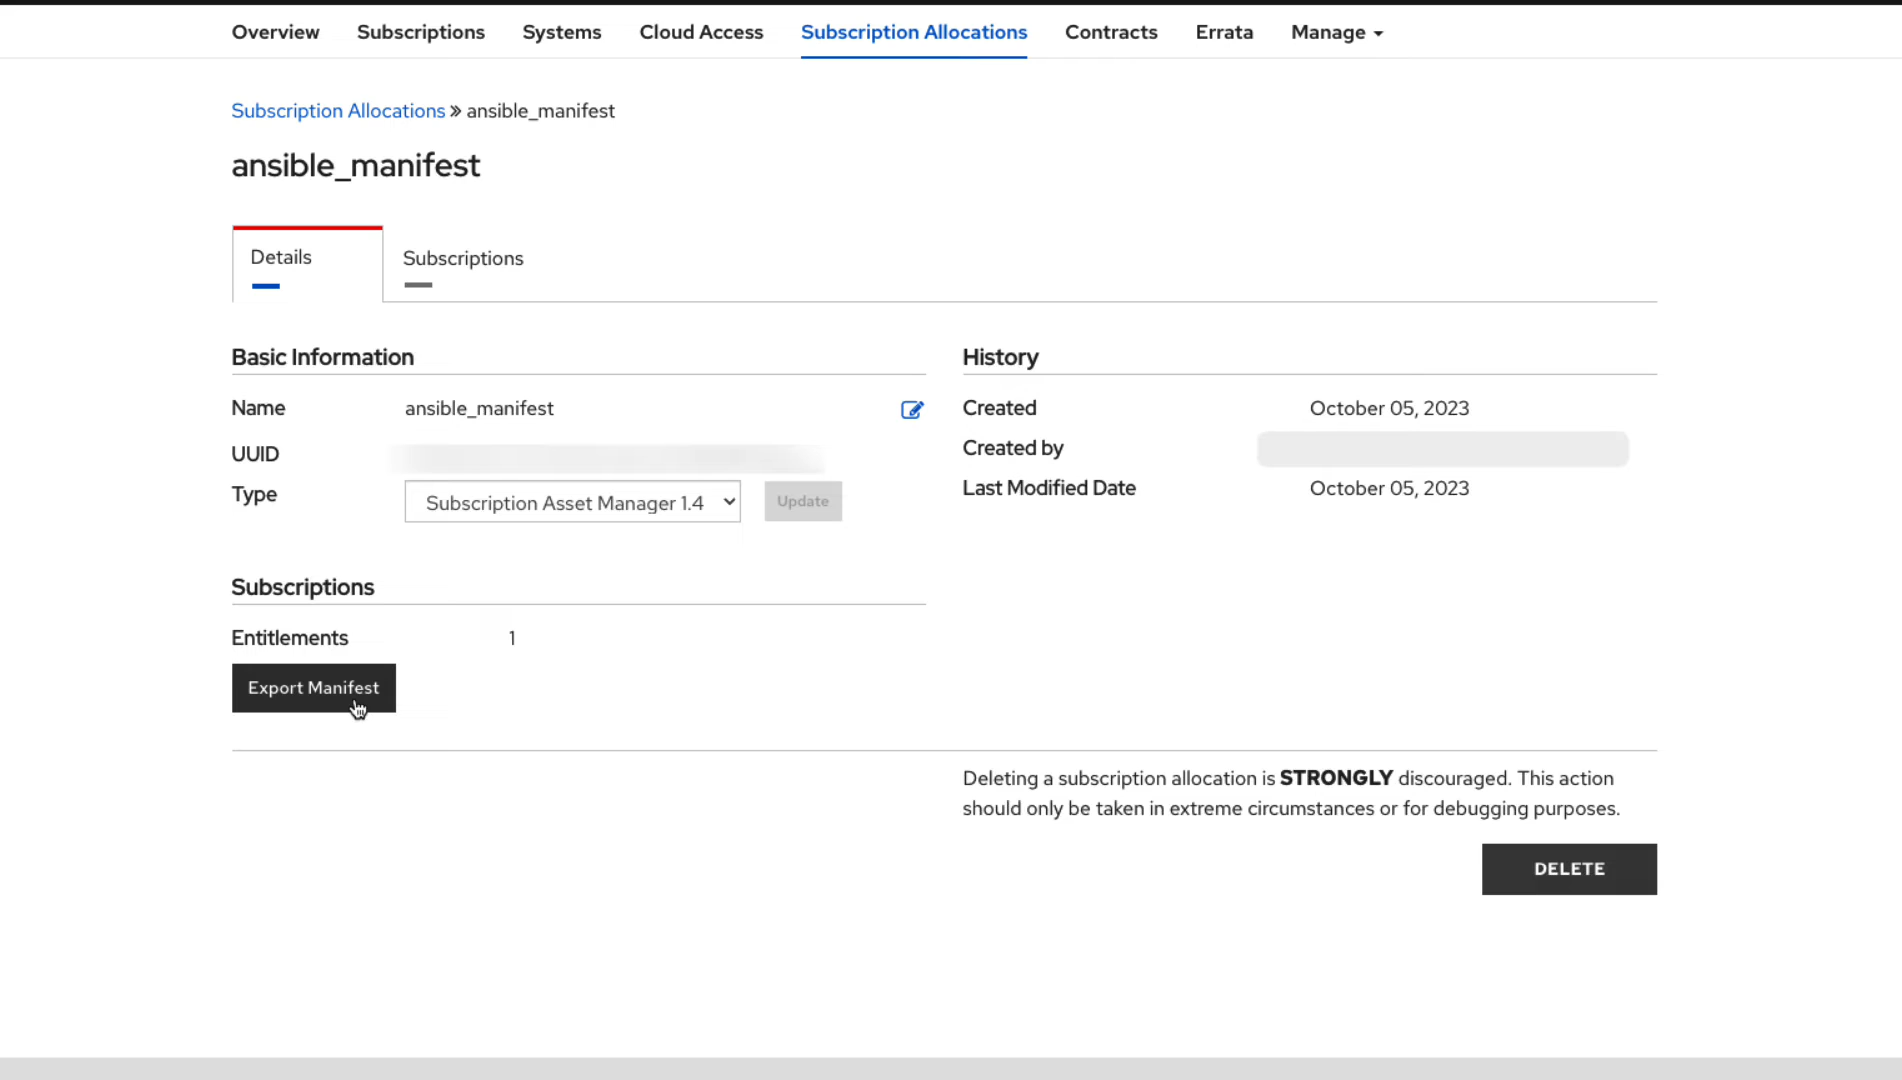 Overview Subscriptions Systems Cloud Access Subscription Allocations Contracts Errata Manage
Subscription Allocations » ansible_manifest
ansible_manifest
Details Subscriptions
Basic Information
Name ansible_manifest
UUID
Type Subscription Asset Manager 1.4 Update
History
Created October 05, 2023
Created by
Last Modified Date October 05, 2023
Subscriptions
Entitlements 1
Export Manifest
Deleting a subscription allocation is STRONGLY discouraged. This action
should only be taken in extreme circumstances or for debugging purposes.
DELETE